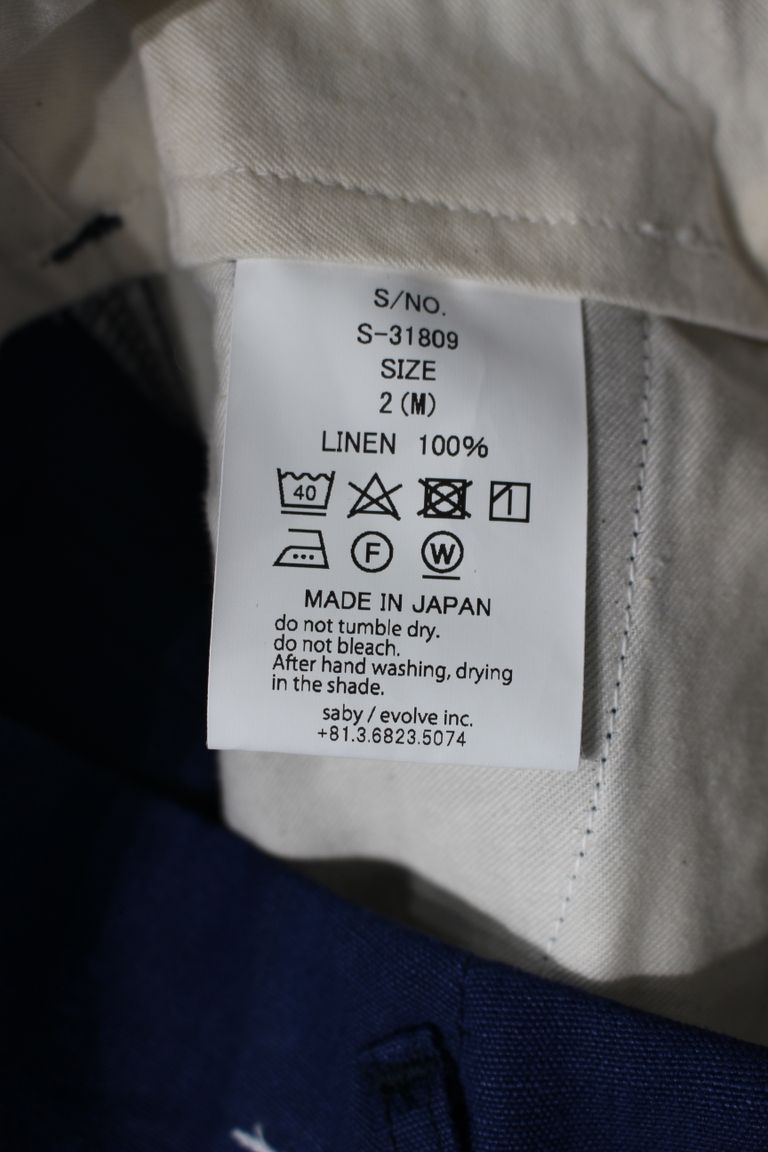 S/NO.
S-31809
SIZE
2 (M)
LINEN 100%
40
F W
MADE IN JAPAN
do not tumble dry.
do not bleach.
After hand washing, drying
in the shade.
saby / evolve inc.
+81.3.6823.5074